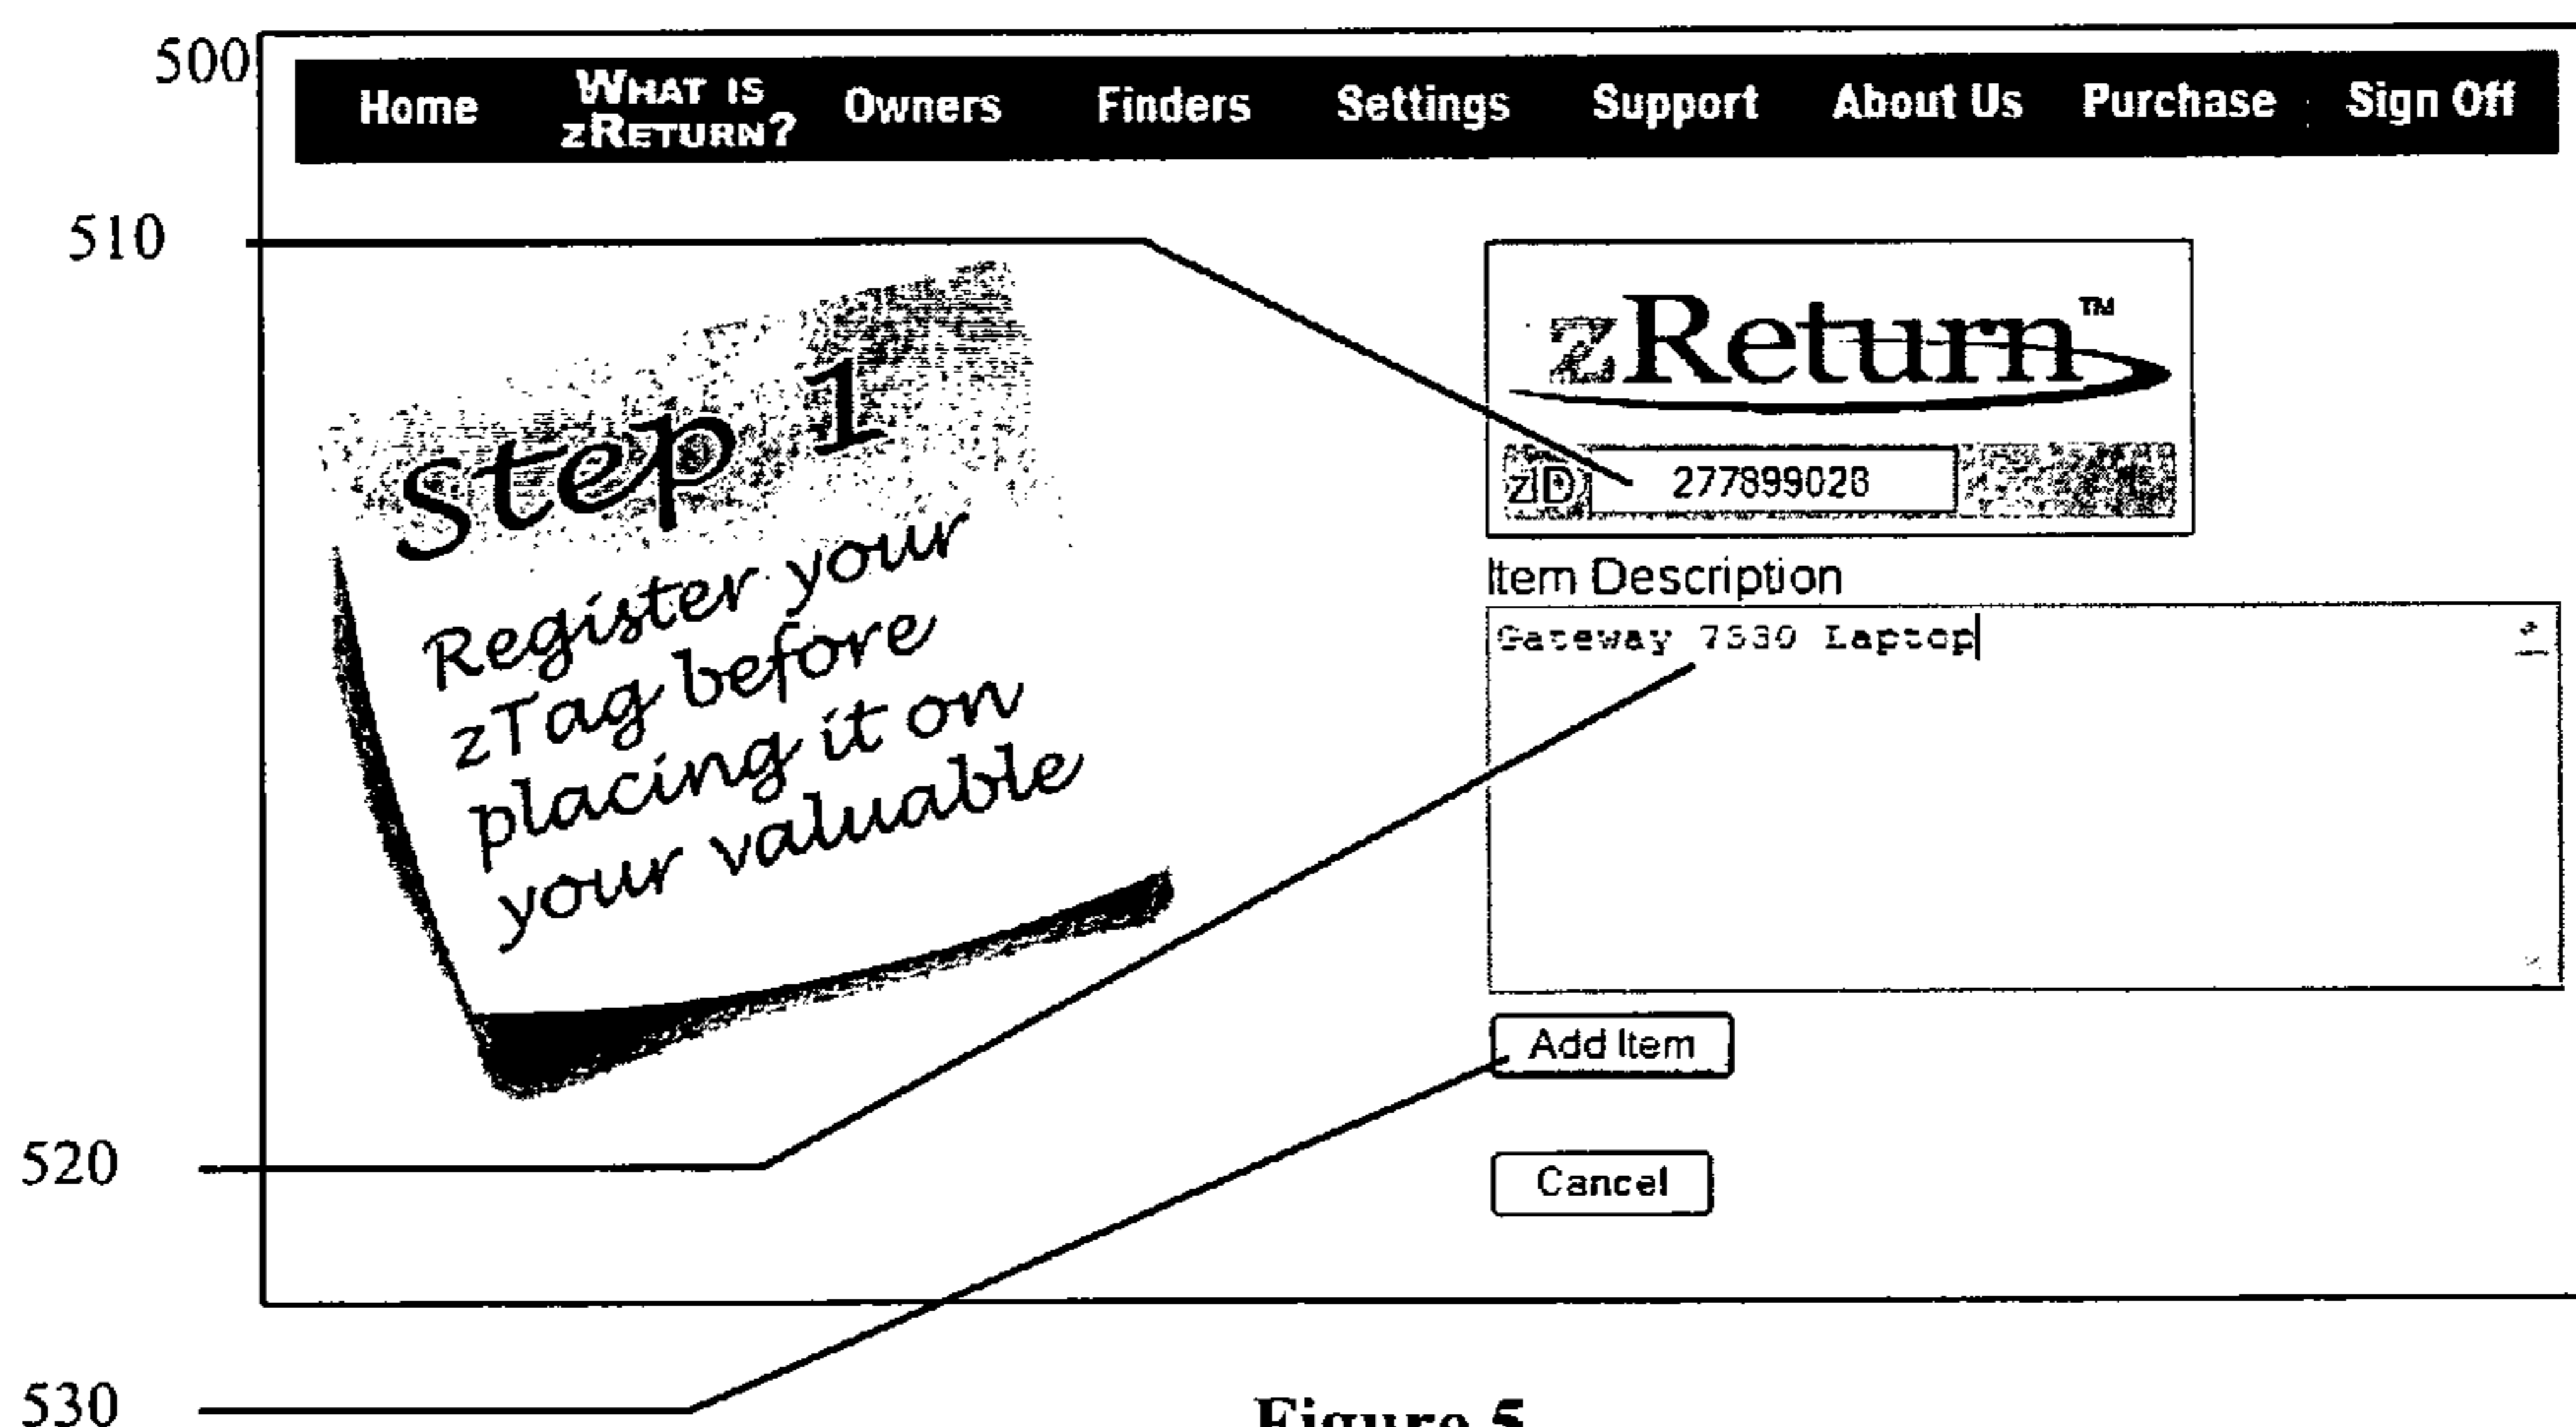 500
Home WHAT IS ZRETURN? Owners Finders Settings Support About Us Purchase Sign Off
510
zReturn™
zID 277899028
Step 1
Register your
zTag before
placing it on
your valuable
Item Description
Gateway 7330 Laptop
Add Item
520
Cancel
530
Figure 5